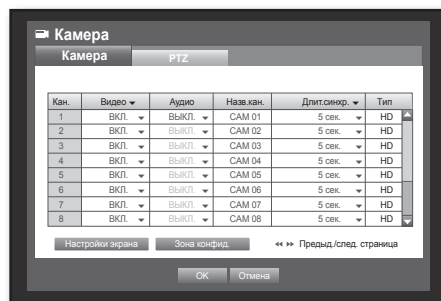 Камера
Камера PTZ
Кан. Видео Аудио Назв.кан. Длит.синхр. Тип
1 ВКЛ. ВЫКЛ. CAM 01 5 сек. HD
2 ВКЛ. ВЫКЛ. CAM 02 5 сек. HD
3 ВКЛ. ВЫКЛ. CAM 03 5 сек. HD
4 ВКЛ. ВЫКЛ. CAM 04 5 сек. HD
5 ВКЛ. ВЫКЛ. CAM 05 5 сек. HD
6 ВКЛ. ВЫКЛ. CAM 06 5 сек. HD
7 ВКЛ. ВЫКЛ. CAM 07 5 сек. HD
8 ВКЛ. ВЫКЛ. CAM 08 5 сек. HD
Настройки экрана Зона конфид. Предыд./след. страница
OK Отмена